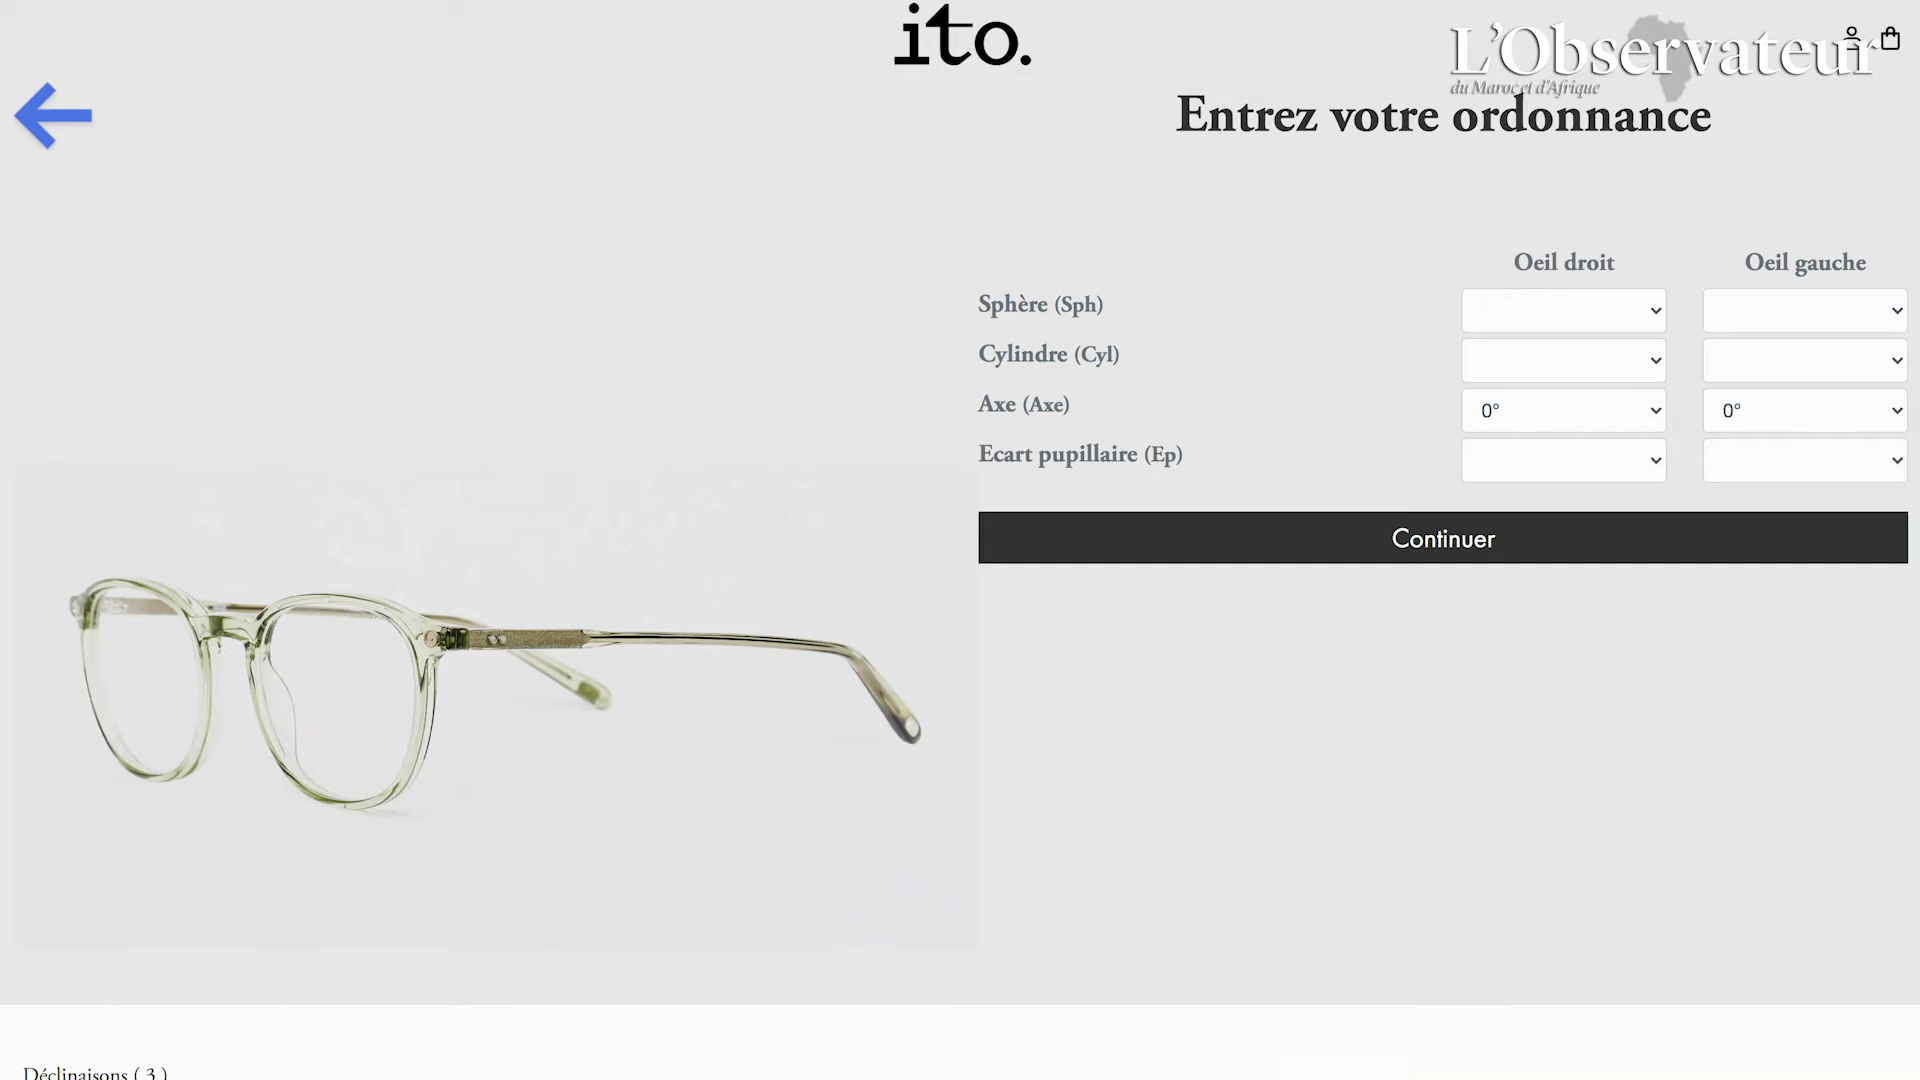 ito.
L'Observateur
du Maroc et d'Afrique
Entrez votre ordonnance
Oeil droit
Oeil gauche
Sphère (Sph)
Cylindre (Cyl)
Axe (Axe)
0°
0°
Ecart pupillaire (Ep)
Continuer
Déclinaisons ( 3 )